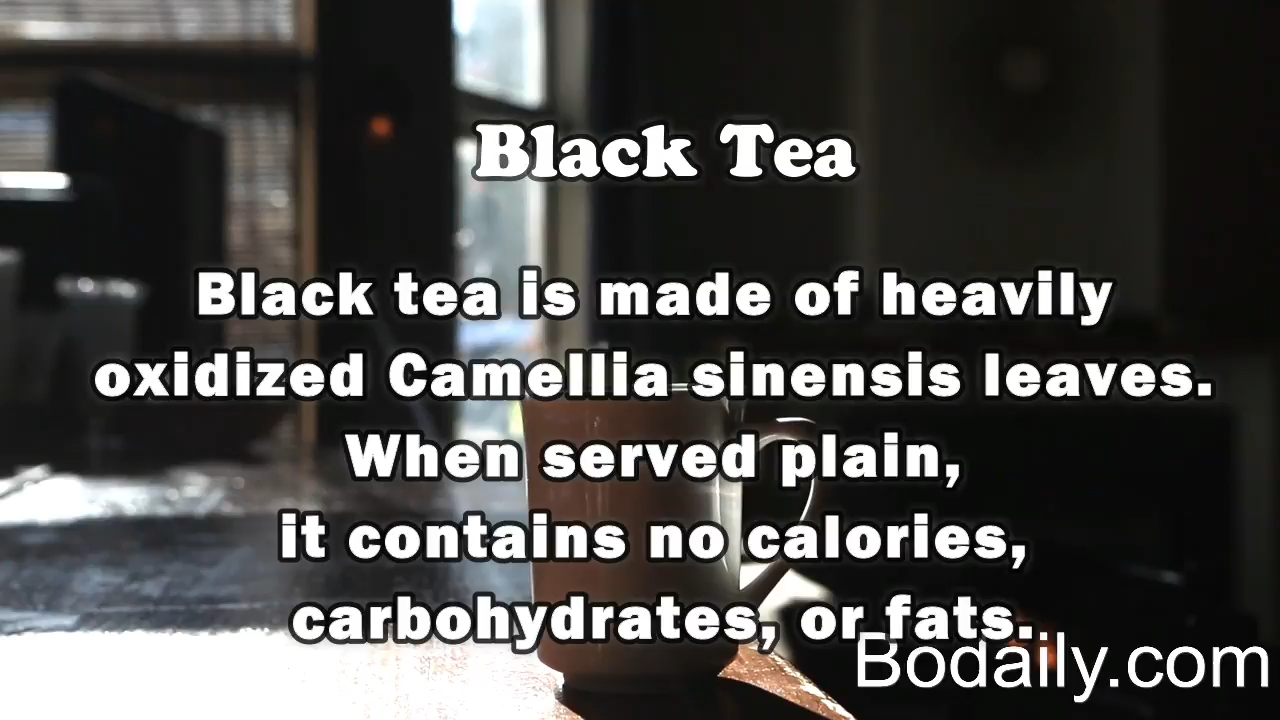 Black Tea
Black tea is made of heavily
oxidized Camellia sinensis leaves.
When served plain,
it contains no calories,
carbohydrates, or fats.
Bodaily.com